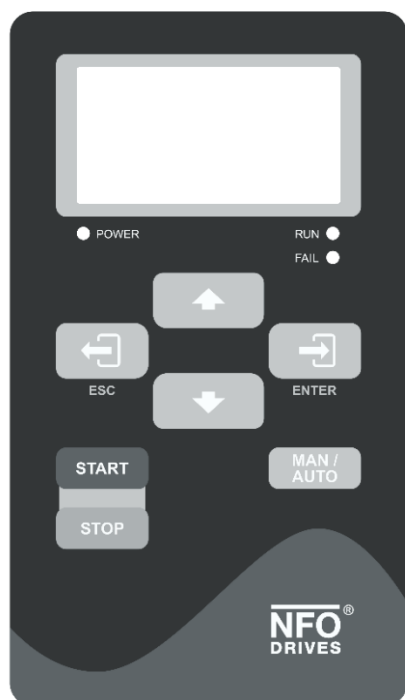 POWER
RUN
FAIL
ESC
ENTER
START
MAN /
AUTO
STOP
NFO®
DRIVES